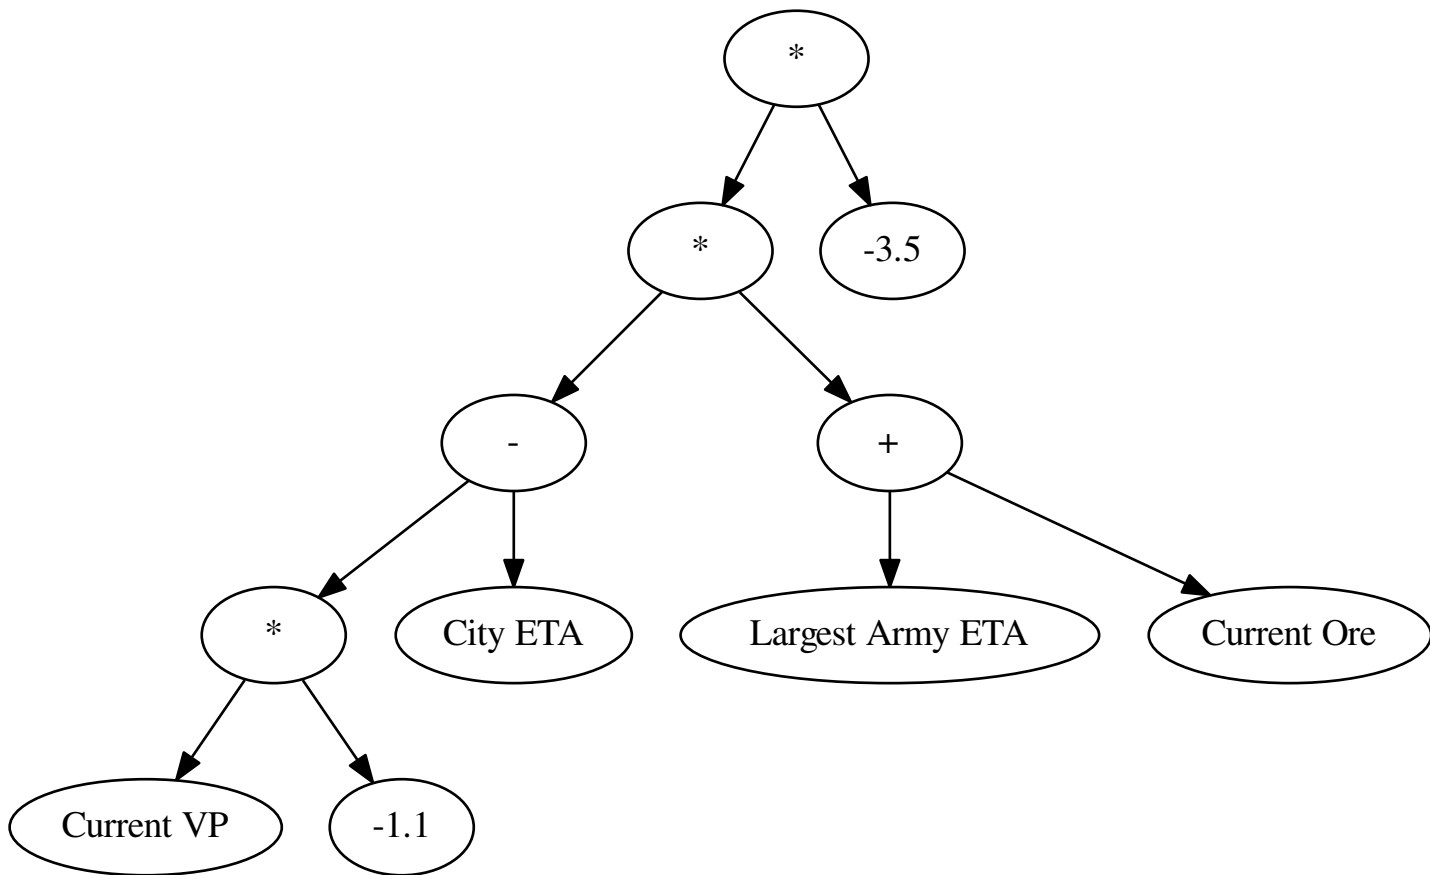 *
*
-3.5
-
+
*
City ETA
Largest Army ETA
Current Ore
Current VP
-1.1